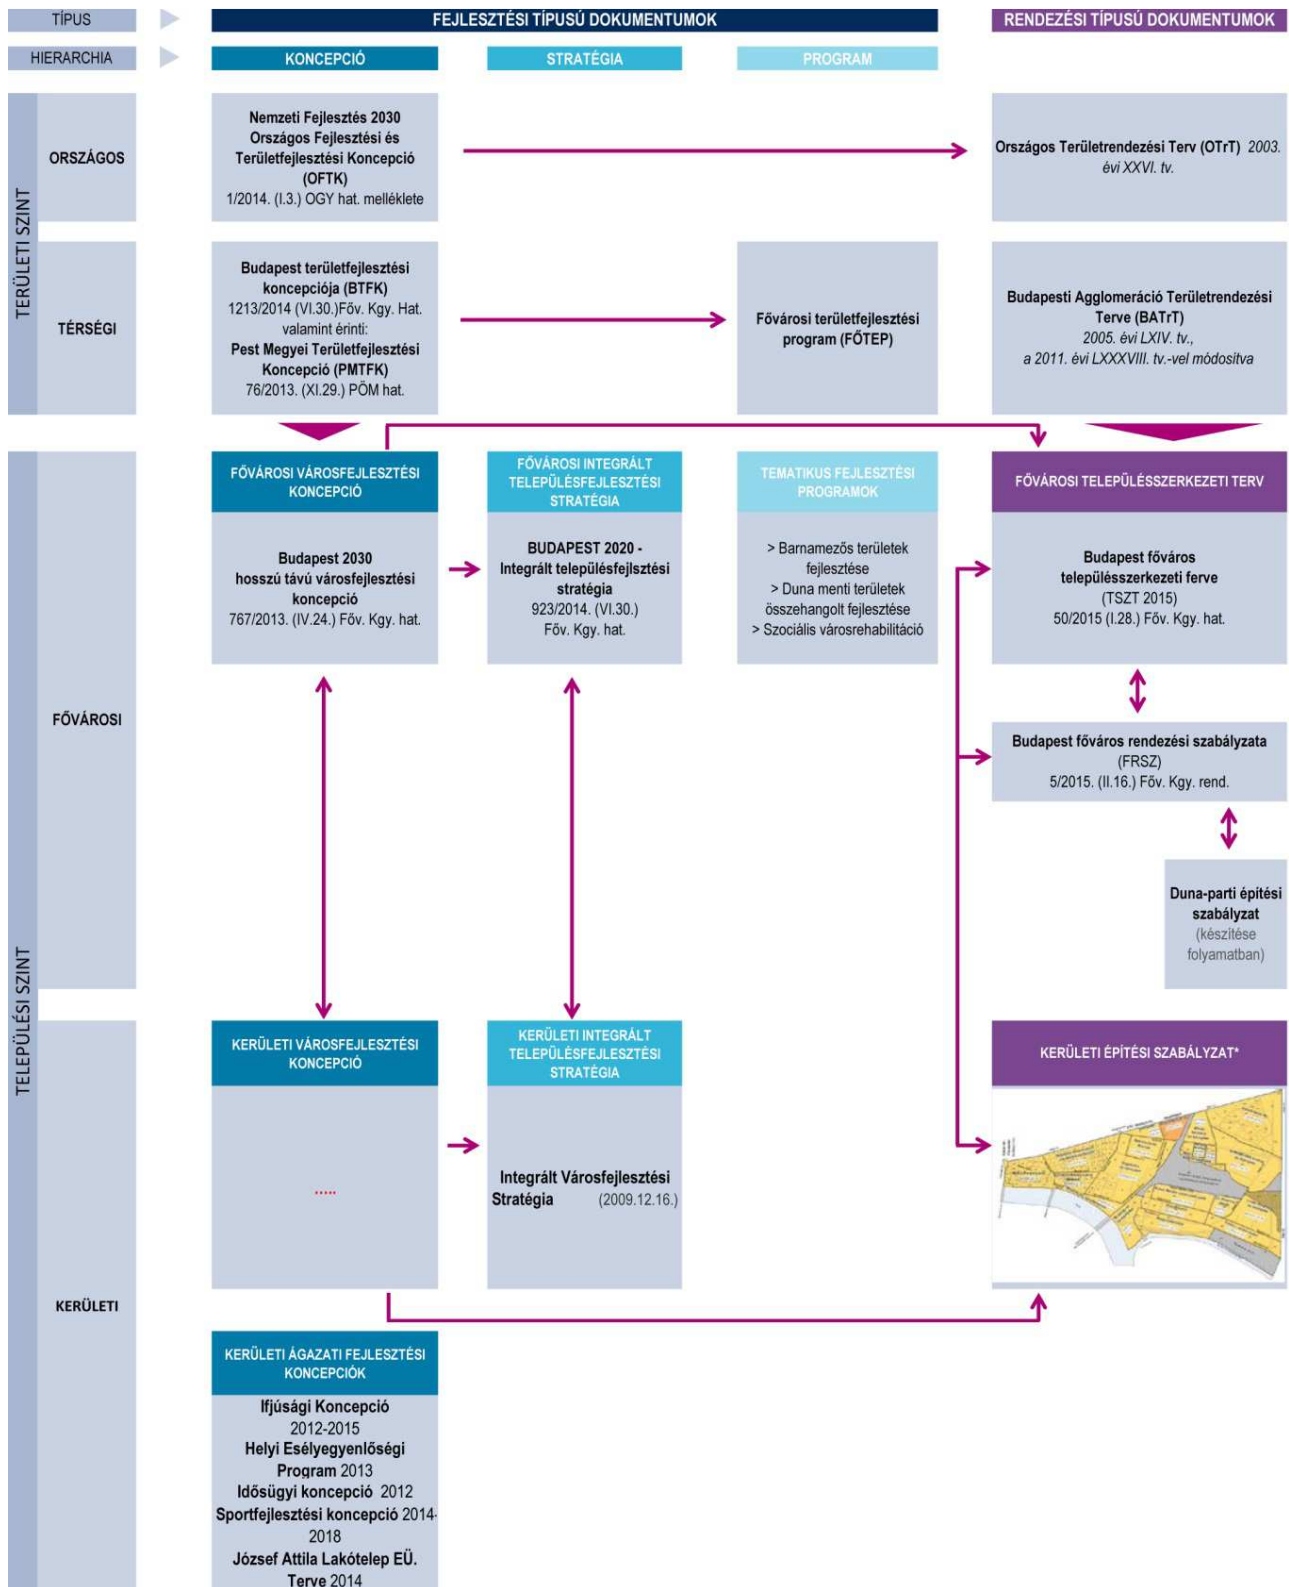 TÍPUS
FEJLESZTÉSI TÍPUSÚ DOKUMENTUMOK
RENDEZÉSI TÍPUSÚ DOKUMENTUMOK
HIERARCHIA
KONCEPCIÓ
STRATÉGIA
PROGRAM
TERÜLETI SZINT
ORSZÁGOS
Nemzeti Fejlesztés 2030
Országos Fejlesztési és
Területfejlesztési Koncepció
(OFTK)
1/2014. (I.3.) OGY hat. melléklete
Országos Területrendezési Terv (OTrT) 2003.
évi XXVI. tv.
TÉRSÉGI
Budapest területfejlesztési
koncepciója (BTFK)
1213/2014 (VI.30.)Főv. Kgy. Hat.
valamint érinti:
Pest Megyei Területfejlesztési
Koncepció (PMTFK)
76/2013. (XI.29.) PÖM hat.
Fővárosi területfejlesztési
program (FŐTEP)
Budapesti Agglomeráció Területrendezési
Terve (BATrT)
2005. évi LXIV. tv.,
a 2011. évi LXXXVIII. tv.-vel módosítva
TELEPÜLÉSI SZINT
FŐVÁROSI
FŐVÁROSI VÁROSFEJLESZTÉSI
KONCEPCIÓ
Budapest 2030
hosszú távú városfejlesztési
koncepció
767/2013. (IV.24.) Főv. Kgy. hat.
FŐVÁROSI INTEGRÁLT
TELEPÜLÉSFEJLESZTÉSI
STRATÉGIA
BUDAPEST 2020 -
Integrált településfejlsztési
stratégia
923/2014. (VI.30.)
Főv. Kgy. hat.
TEMATIKUS FEJLESZTÉSI
PROGRAMOK
> Barnamezős területek
fejlesztése
> Duna menti területek
összehangolt fejlesztése
> Szociális városrehabilitáció
FŐVÁROSI TELEPÜLÉSSZERKEZETI TERV
Budapest főváros
településszerkezeti ferve
(TSZT 2015)
50/2015 (I.28.) Főv. Kgy. hat.
Budapest főváros rendezési szabályzata
(FRSZ)
5/2015. (II.16.) Főv. Kgy. rend.
Duna-parti építési
szabályzat
(készítése
folyamatban)
KERÜLETI
KERÜLETI VÁROSFEJLESZTÉSI
KONCEPCIÓ
.....
KERÜLETI INTEGRÁLT
TELEPÜLÉSFEJLESZTÉSI
STRATÉGIA
Integrált Városfejlesztési
Stratégia (2009.12.16.)
KERÜLETI ÉPÍTÉSI SZABÁLYZAT*
KERÜLETI ÁGAZATI FEJLESZTÉSI
KONCEPCIÓK
Ifjúsági Koncepció
2012-2015
Helyi Esélyegyenlőségi
Program 2013
Idősügyi koncepció 2012
Sportfejlesztési koncepció 2014-
2018
József Attila Lakótelep EÜ.
Terve 2014